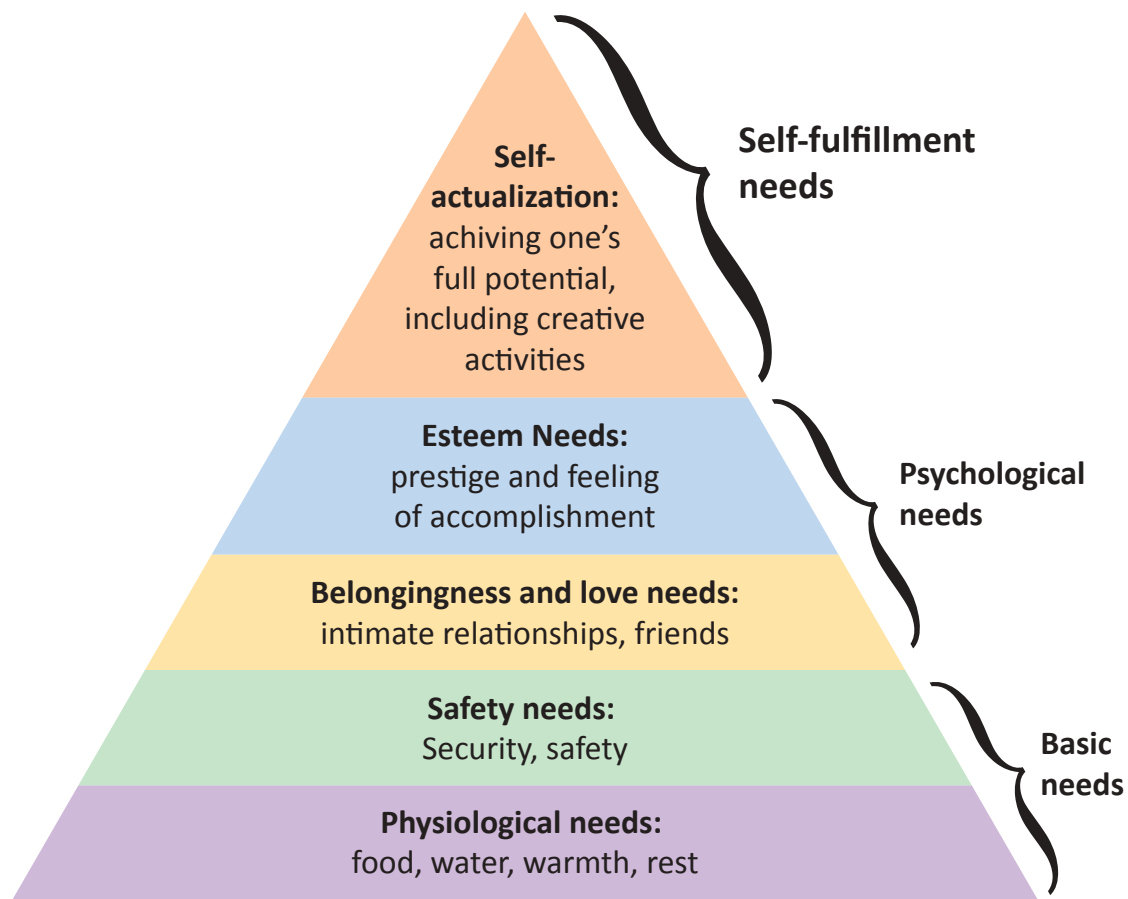 Self-
actualization:
achiving one’s
full potential,
including creative
activities
Self-fulfillment
needs
Esteem Needs:
prestige and feeling
of accomplishment
Psychological
needs
Belongingness and love needs:
intimate relationships, friends
Safety needs:
Security, safety
Basic
needs
Physiological needs:
food, water, warmth, rest